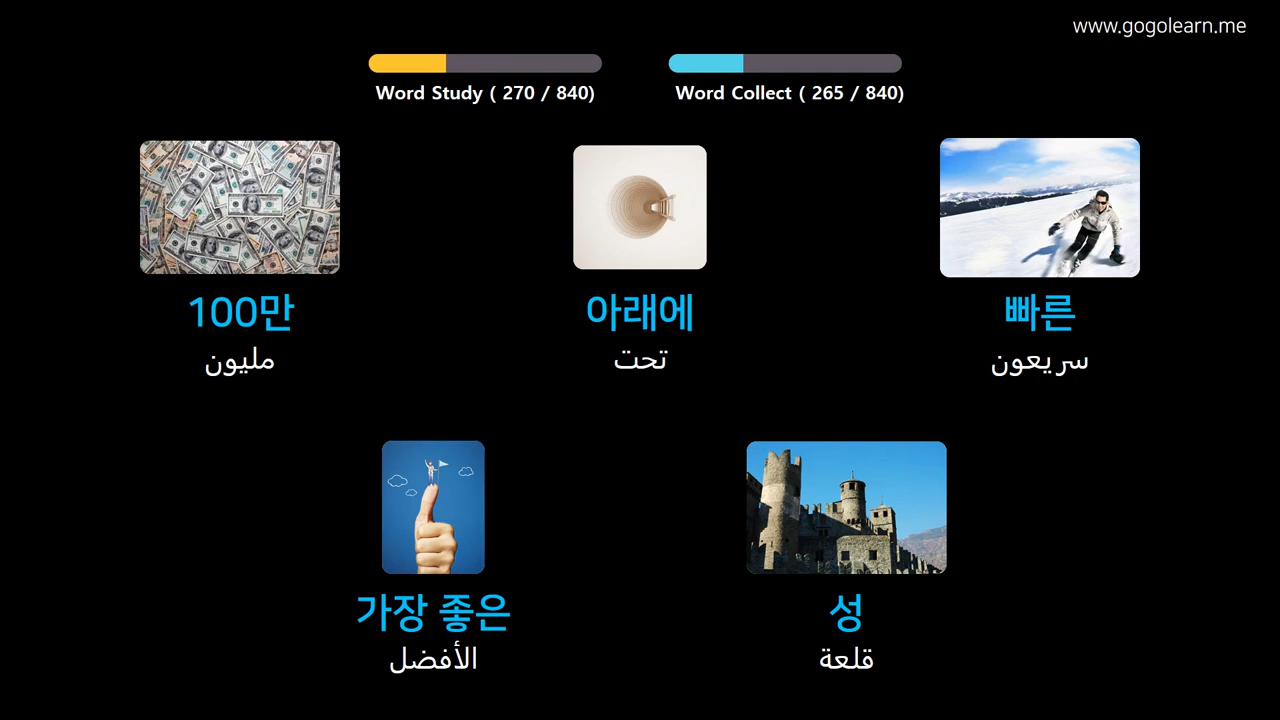 www.gogolearn.me
Word Study ( 270 / 840)
Word Collect ( 265 / 840)
100만
아래에
빠른
مليون
تحت
سريعون
가장 좋은
성
الأفضل
قلعة